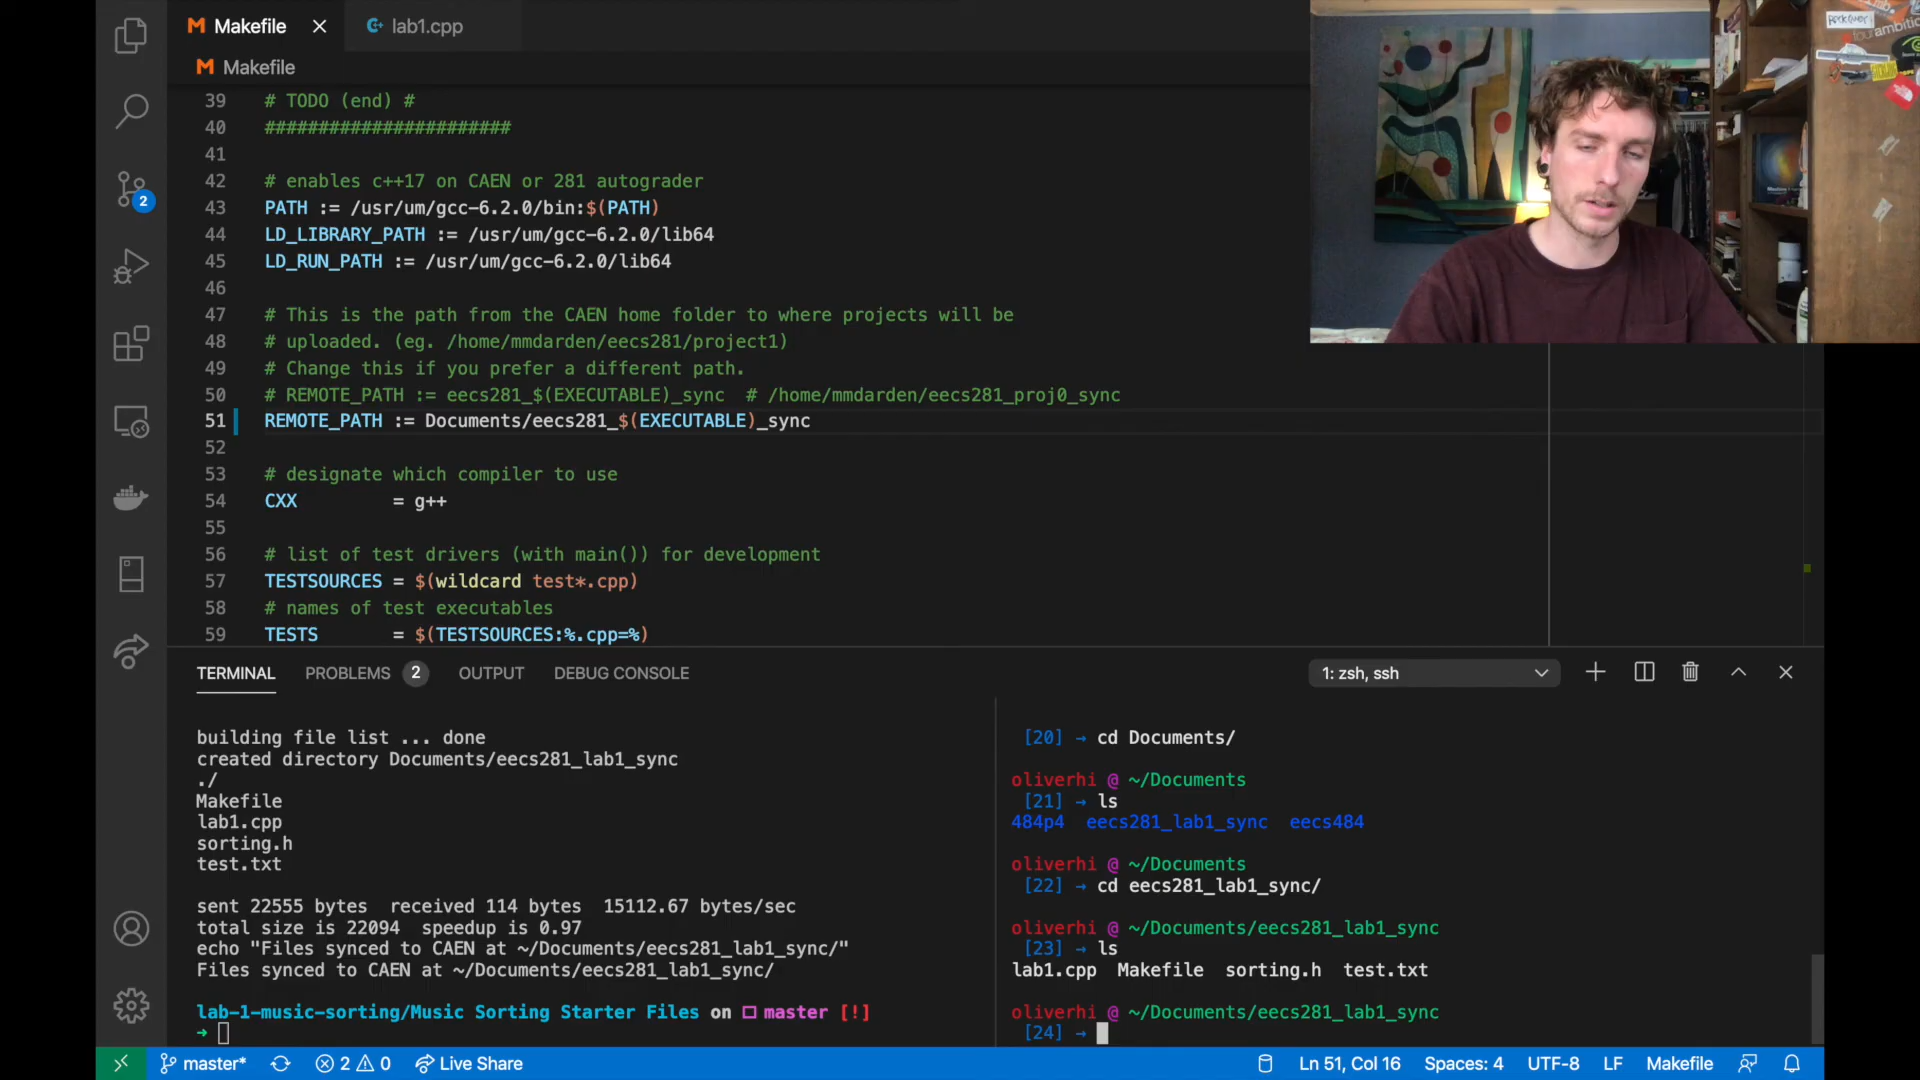 Makefile
lab1.cpp
Makefile
39 # TODO (end) #
40 #######################
41
42 # enables c++17 on CAEN or 281 autograder
43 PATH := /usr/um/gcc-6.2.0/bin:$(PATH)
44 LD_LIBRARY_PATH := /usr/um/gcc-6.2.0/lib64
45 LD_RUN_PATH := /usr/um/gcc-6.2.0/lib64
46
47 # This is the path from the CAEN home folder to where projects will be
48 # uploaded. (eg. /home/mmdarden/eecs281/project1)
49 # Change this if you prefer a different path.
50 # REMOTE_PATH := eecs281_$(EXECUTABLE)_sync  # /home/mmdarden/eecs281_proj0_sync
51 REMOTE_PATH := Documents/eecs281_$(EXECUTABLE)_sync
52
53 # designate which compiler to use
54 CXX         = g++
55
56 # list of test drivers (with main()) for development
57 TESTSOURCES = $(wildcard test*.cpp)
58 # names of test executables
59 TESTS       = $(TESTSOURCES:%.cpp=%)
2
TERMINAL PROBLEMS 2 OUTPUT DEBUG CONSOLE
1: zsh, ssh
building file list ... done
created directory Documents/eecs281_lab1_sync
./
Makefile
lab1.cpp
sorting.h
test.txt
sent 22555 bytes  received 114 bytes  15112.67 bytes/sec
total size is 22094  speedup is 0.97
echo "Files synced to CAEN at ~/Documents/eecs281_lab1_sync/"
Files synced to CAEN at ~/Documents/eecs281_lab1_sync/
lab-1-music-sorting/Music Sorting Starter Files on master [!]
→
[20] → cd Documents/
oliverhi @ ~/Documents
[21] → ls
484p4  eecs281_lab1_sync  eecs484
oliverhi @ ~/Documents
[22] → cd eecs281_lab1_sync/
oliverhi @ ~/Documents/eecs281_lab1_sync
[23] → ls
lab1.cpp  Makefile  sorting.h  test.txt
oliverhi @ ~/Documents/eecs281_lab1_sync
[24] →
master* 2 0 Live Share
Ln 51, Col 16 Spaces: 4 UTF-8 LF Makefile